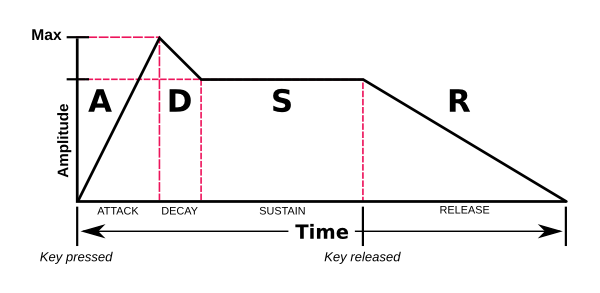 Max
A
D
S
R
Amplitude
ATTACK
DECAY
SUSTAIN
RELEASE
Time
Key pressed
Key released